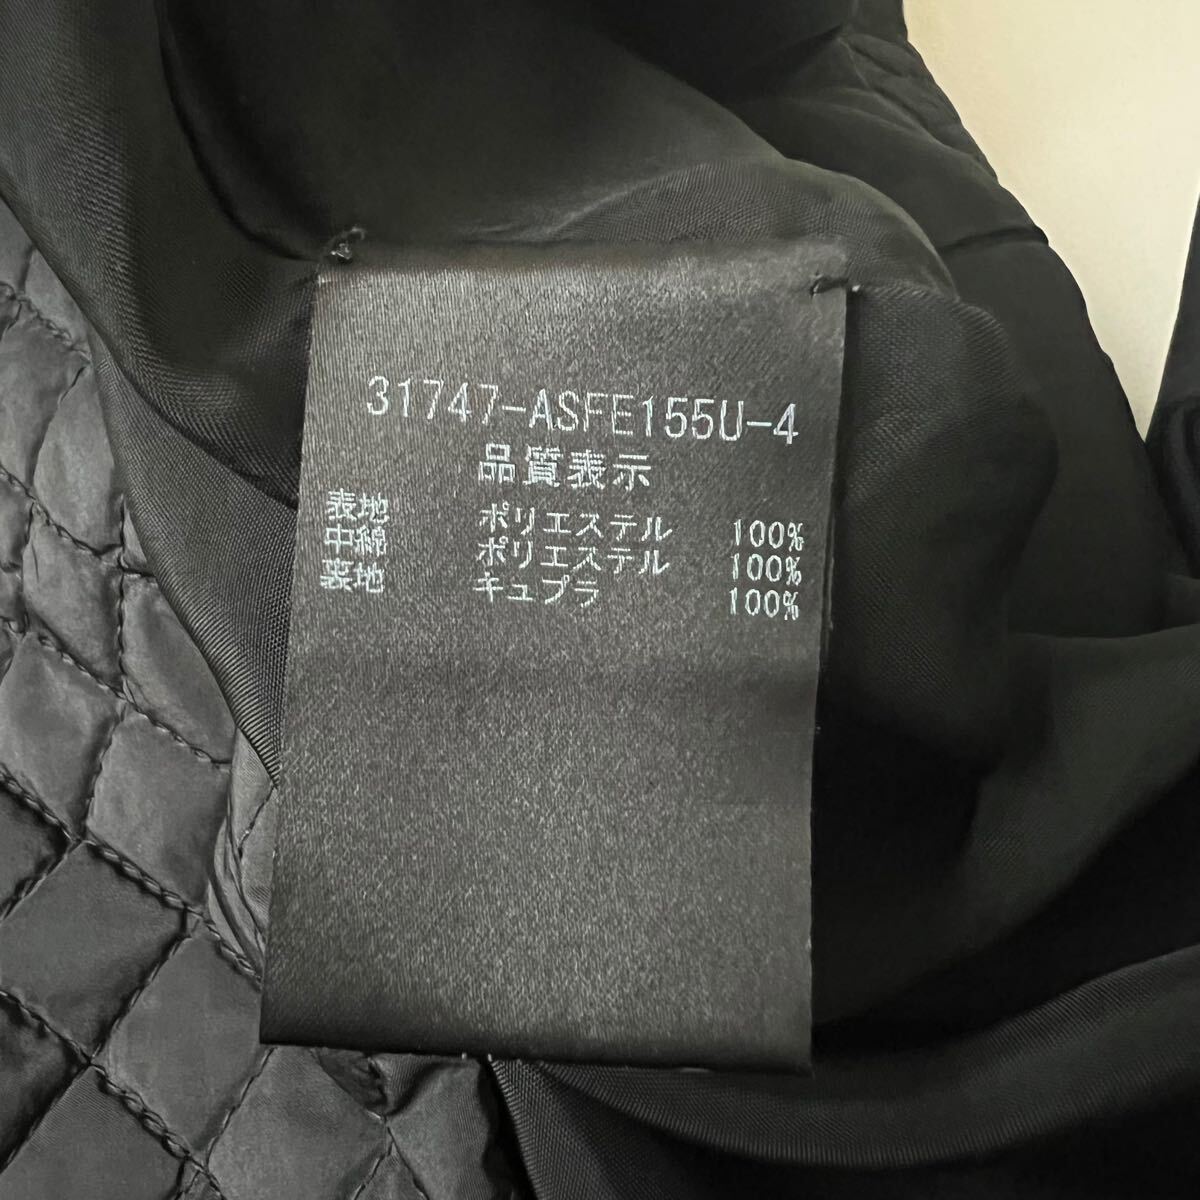 31747-ASFE155U-4
品質表示
表地 ポリエステル 100%
中綿 ポリエステル 100%
裏地 キュプラ 100%